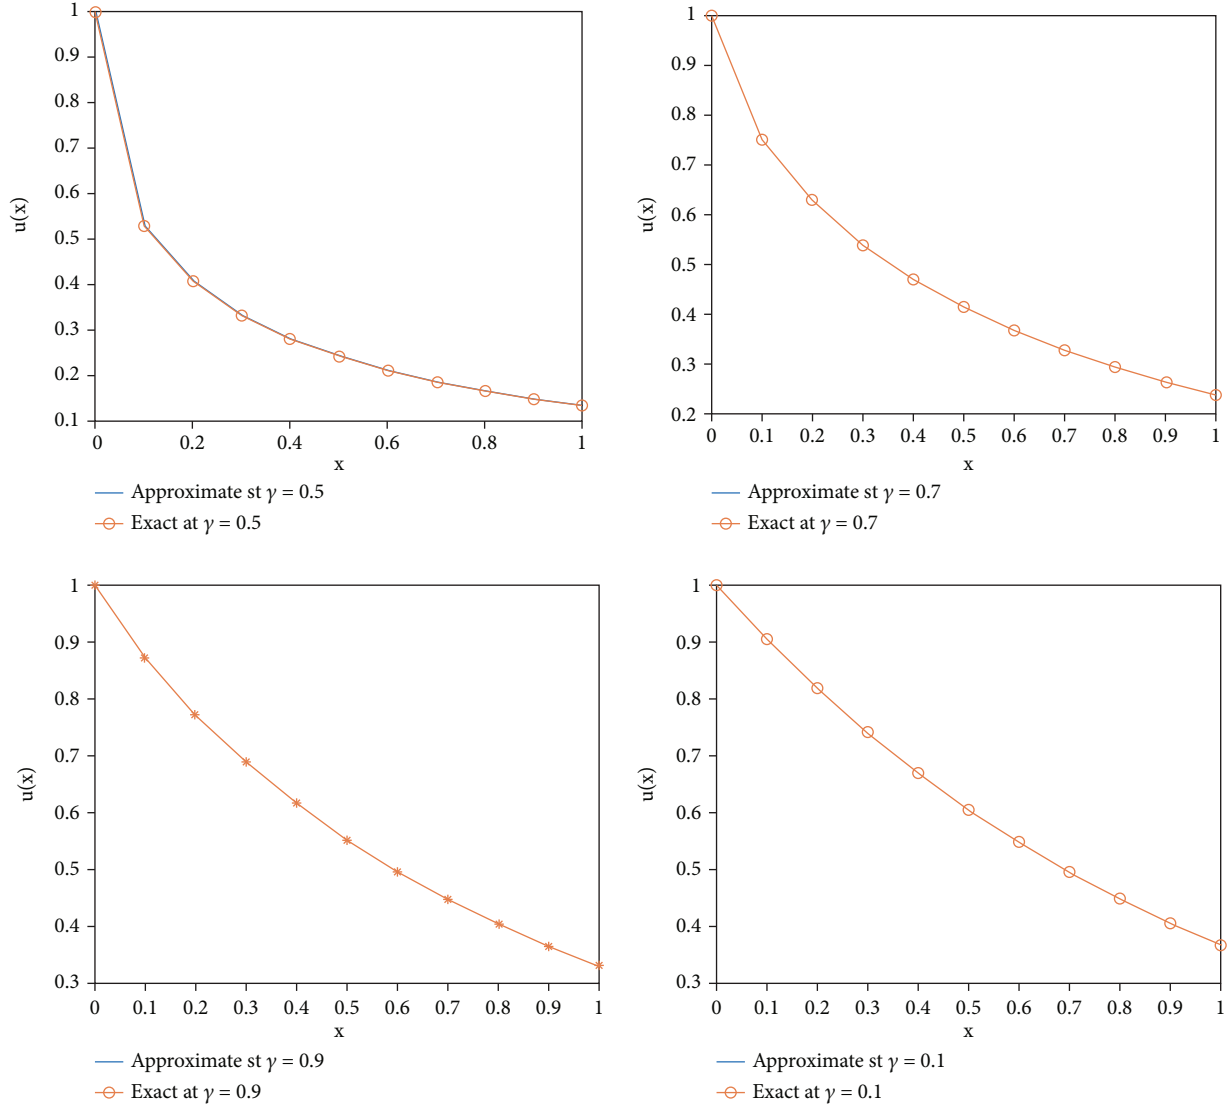 1
0.9
0.8
0.7
0.6
0.5
0.4
0.3
0.2
0.1
u(x)
0 0.2 0.4 0.6 0.8 1
x
Approximate st γ = 0.5
Exact at γ = 0.5
1
0.9
0.8
0.7
0.6
0.5
0.4
0.3
0.2
u(x)
0 0.1 0.2 0.3 0.4 0.5 0.6 0.7 0.8 0.9 1
x
Approximate st γ = 0.7
Exact at γ = 0.7
1
0.9
0.8
0.7
0.6
0.5
0.4
0.3
u(x)
0 0.1 0.2 0.3 0.4 0.5 0.6 0.7 0.8 0.9 1
x
Approximate st γ = 0.9
Exact at γ = 0.9
1
0.9
0.8
0.7
0.6
0.5
0.4
0.3
u(x)
0 0.1 0.2 0.3 0.4 0.5 0.6 0.7 0.8 0.9 1
x
Approximate st γ = 0.1
Exact at γ = 0.1